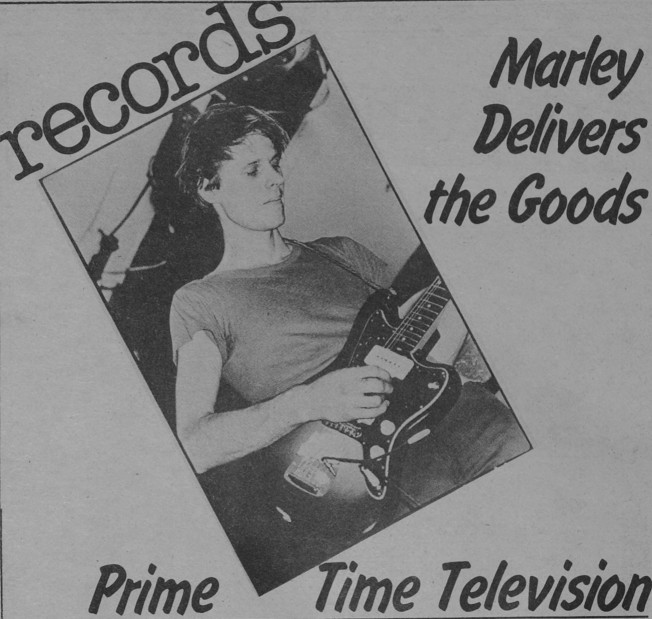 records
Marley
Delivers
the Goods
Prime Time Television